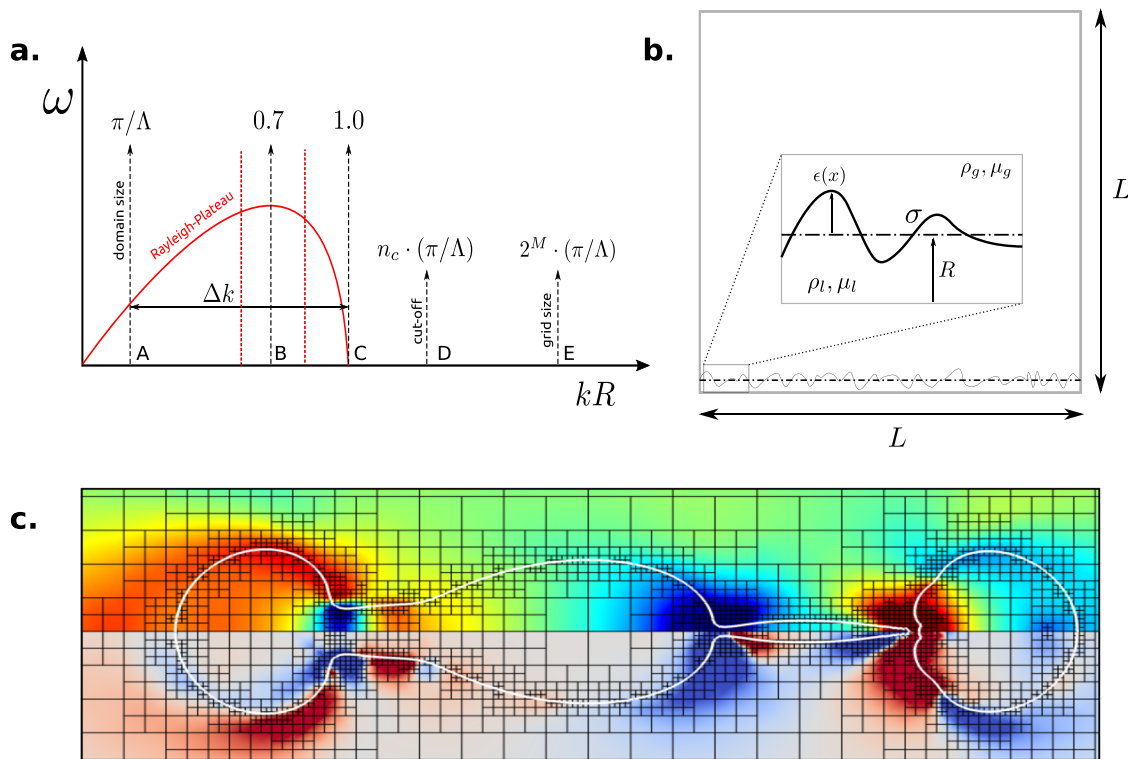 a.
ω
π/Λ
0.7
1.0
domain size
Rayleigh-Plateau
Δk
n_c · (π/Λ)
2^M · (π/Λ)
cut-off
grid size
A
B
C
D
E
kR
b.
ϵ(x)
ρ_g, μ_g
σ
R
ρ_l, μ_l
L
L
c.